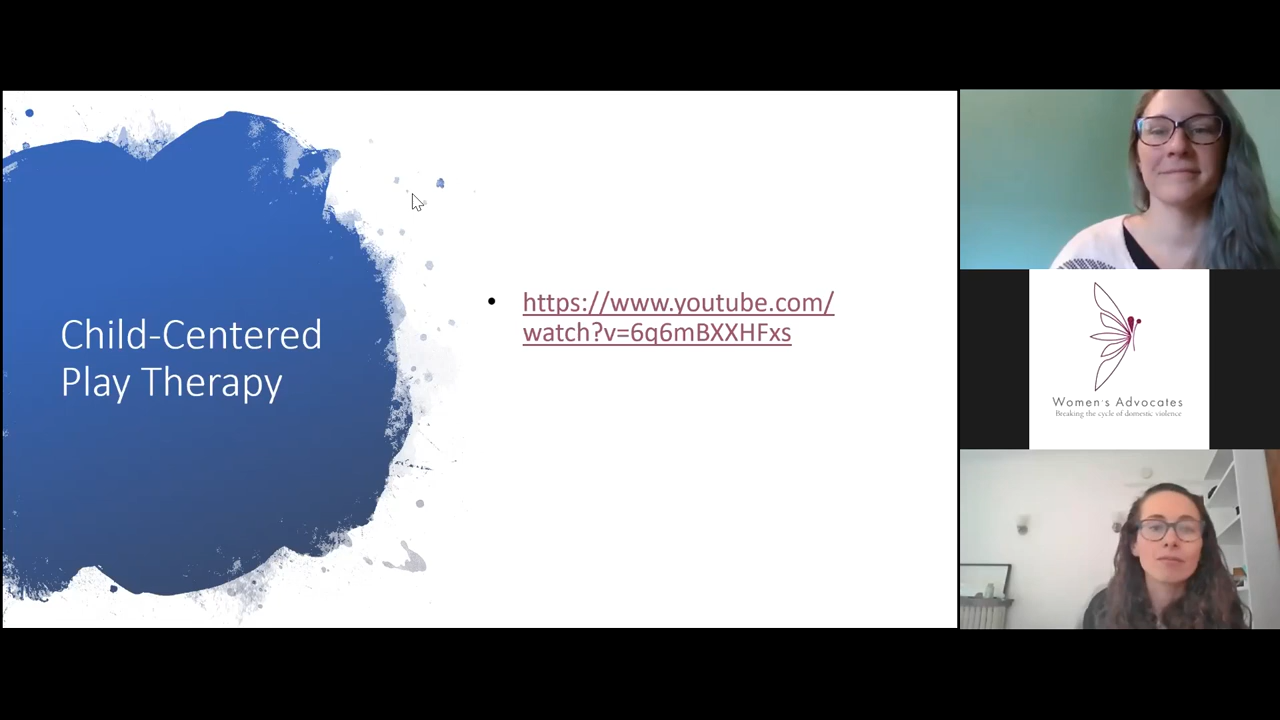 Child-Centered
Play Therapy
• https://www.youtube.com/
watch?v=6q6mBXXHFxs
Women's Advocates
Breaking the cycle of domestic violence